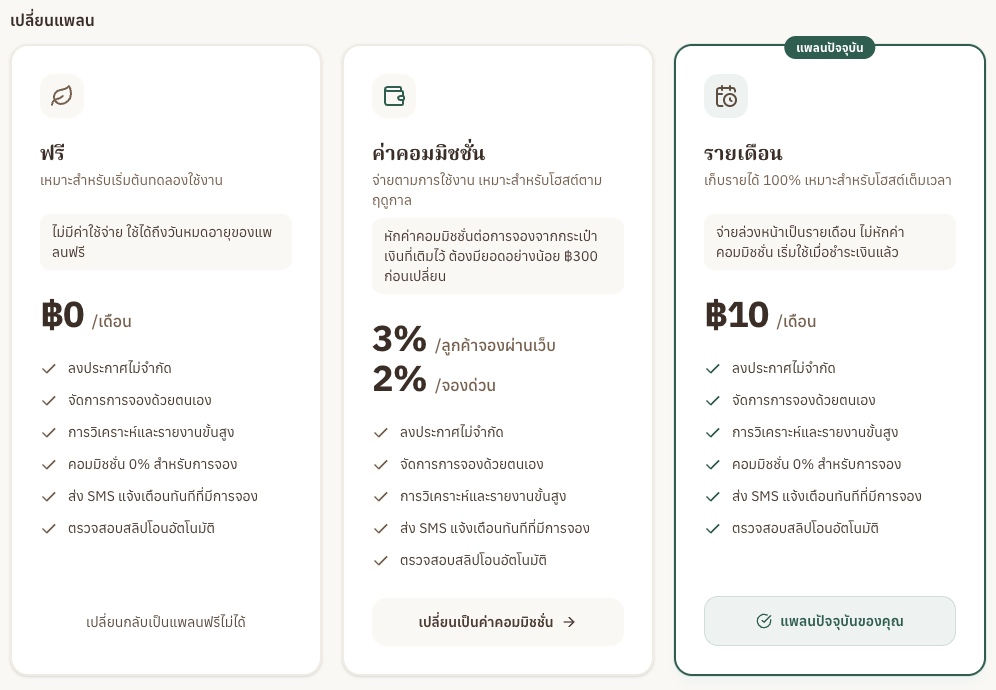 เปลี่ยนแพลน
ฟรี
เหมาะสำหรับเริ่มต้นทดลองใช้งาน
ไม่มีค่าใช้จ่าย ใช้ได้ถึงวันหมดอายุของแพ
ลนฟรี
฿0 /เดือน
ลงประกาศไม่จำกัด
จัดการการจองด้วยตนเอง
การวิเคราะห์และรายงานขั้นสูง
คอมมิชชั่น 0% สำหรับการจอง
ส่ง SMS แจ้งเตือนทันทีที่มีการจอง
ตรวจสอบสลิปโอนอัตโนมัติ
เปลี่ยนกลับเป็นแพลนฟรีไม่ได้
ค่าคอมมิชชั่น
จ่ายตามการใช้งาน เหมาะสำหรับโฮสต์ตาม
ฤดูกาล
หักค่าคอมมิชชั่นต่อการจองจากกระเป๋า
เงินที่เติมไว้ ต้องมียอดอย่างน้อย ฿300
ก่อนเปลี่ยน
3% /ลูกค้าจองผ่านเว็บ
2% /จองด่วน
ลงประกาศไม่จำกัด
จัดการการจองด้วยตนเอง
การวิเคราะห์และรายงานขั้นสูง
ส่ง SMS แจ้งเตือนทันทีที่มีการจอง
ตรวจสอบสลิปโอนอัตโนมัติ
เปลี่ยนเป็นค่าคอมมิชชั่น →
แพลนปัจจุบัน
รายเดือน
เก็บรายได้ 100% เหมาะสำหรับโฮสต์เต็มเวลา
จ่ายล่วงหน้าเป็นรายเดือน ไม่หักค่า
คอมมิชชั่น เริ่มใช้เมื่อชำระเงินแล้ว
฿10 /เดือน
ลงประกาศไม่จำกัด
จัดการการจองด้วยตนเอง
การวิเคราะห์และรายงานขั้นสูง
คอมมิชชั่น 0% สำหรับการจอง
ส่ง SMS แจ้งเตือนทันทีที่มีการจอง
ตรวจสอบสลิปโอนอัตโนมัติ
แพลนปัจจุบันของคุณ